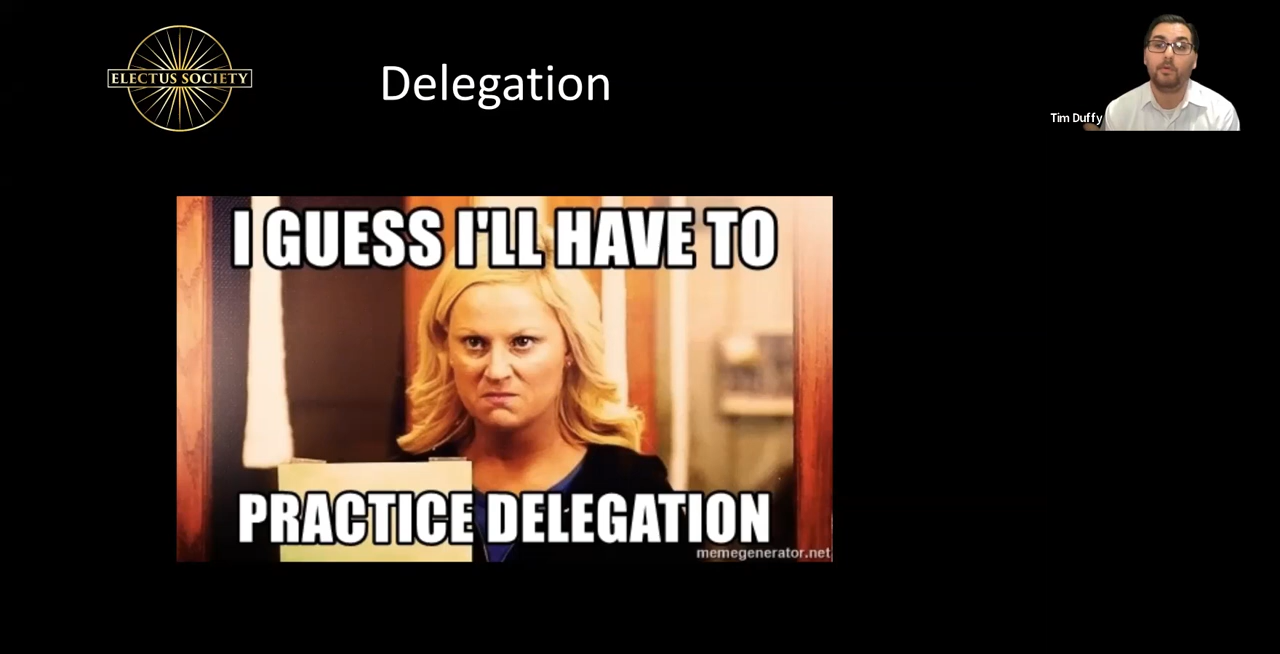 ELECTUS SOCIETY
Delegation
Tim Duffy
I GUESS I'LL HAVE TO
PRACTICE DELEGATION
memegenerator.net